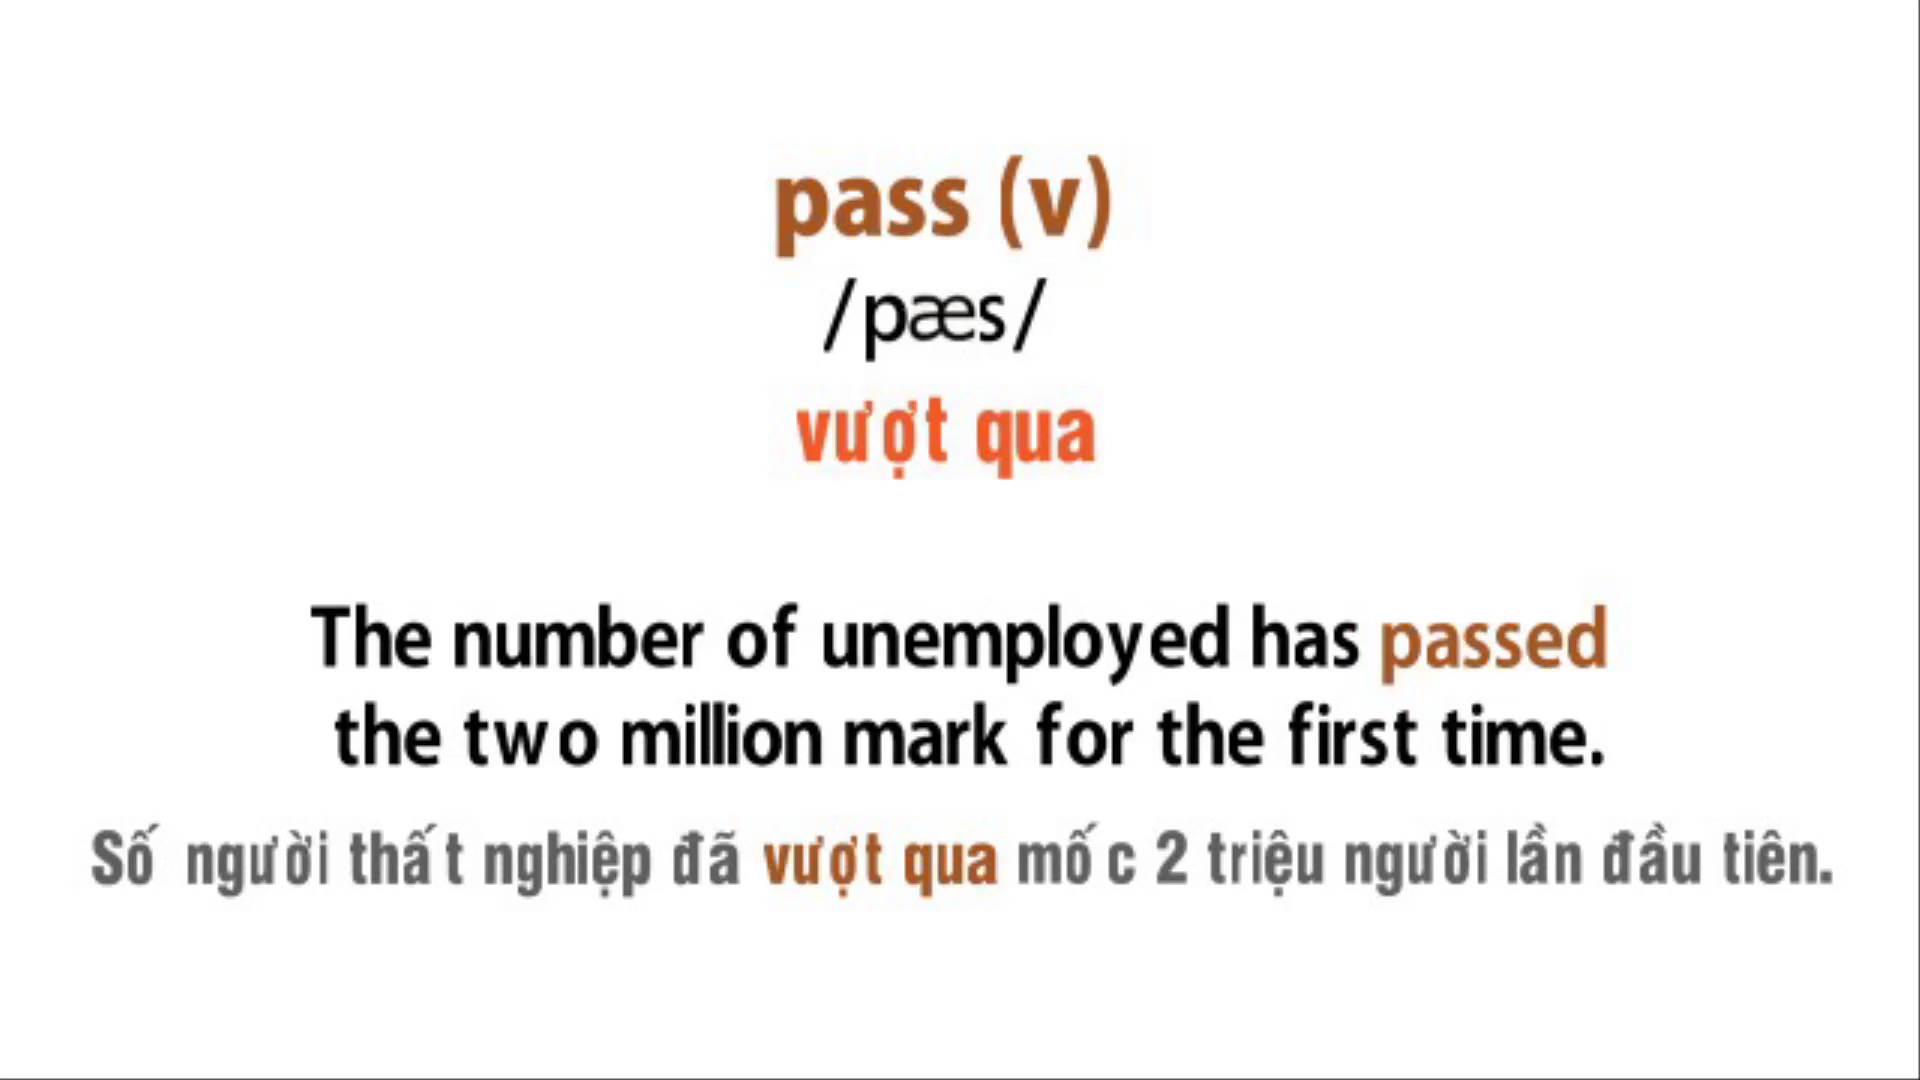 pass (v)
/pæs/
vượt qua
The number of unemployed has passed
the two million mark for the first time.
Số người thất nghiệp đã vượt qua mốc 2 triệu người lần đầu tiên.